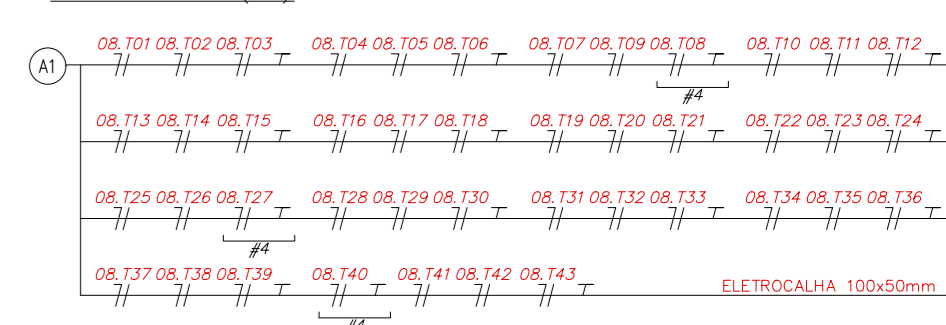 08.T01 08.T02 08.T03 08.T04 08.T05 08.T06 08.T07 08.T09 08.T08 08.T10 08.T11 08.T12
A1
#4
08.T13 08.T14 08.T15 08.T16 08.T17 08.T18 08.T19 08.T20 08.T21 08.T22 08.T23 08.T24
08.T25 08.T26 08.T27 08.T28 08.T29 08.T30 08.T31 08.T32 08.T33 08.T34 08.T35 08.T36
#4
08.T37 08.T38 08.T39 08.T40 08.T41 08.T42 08.T43
ELETROCALHA 100x50mm
#4